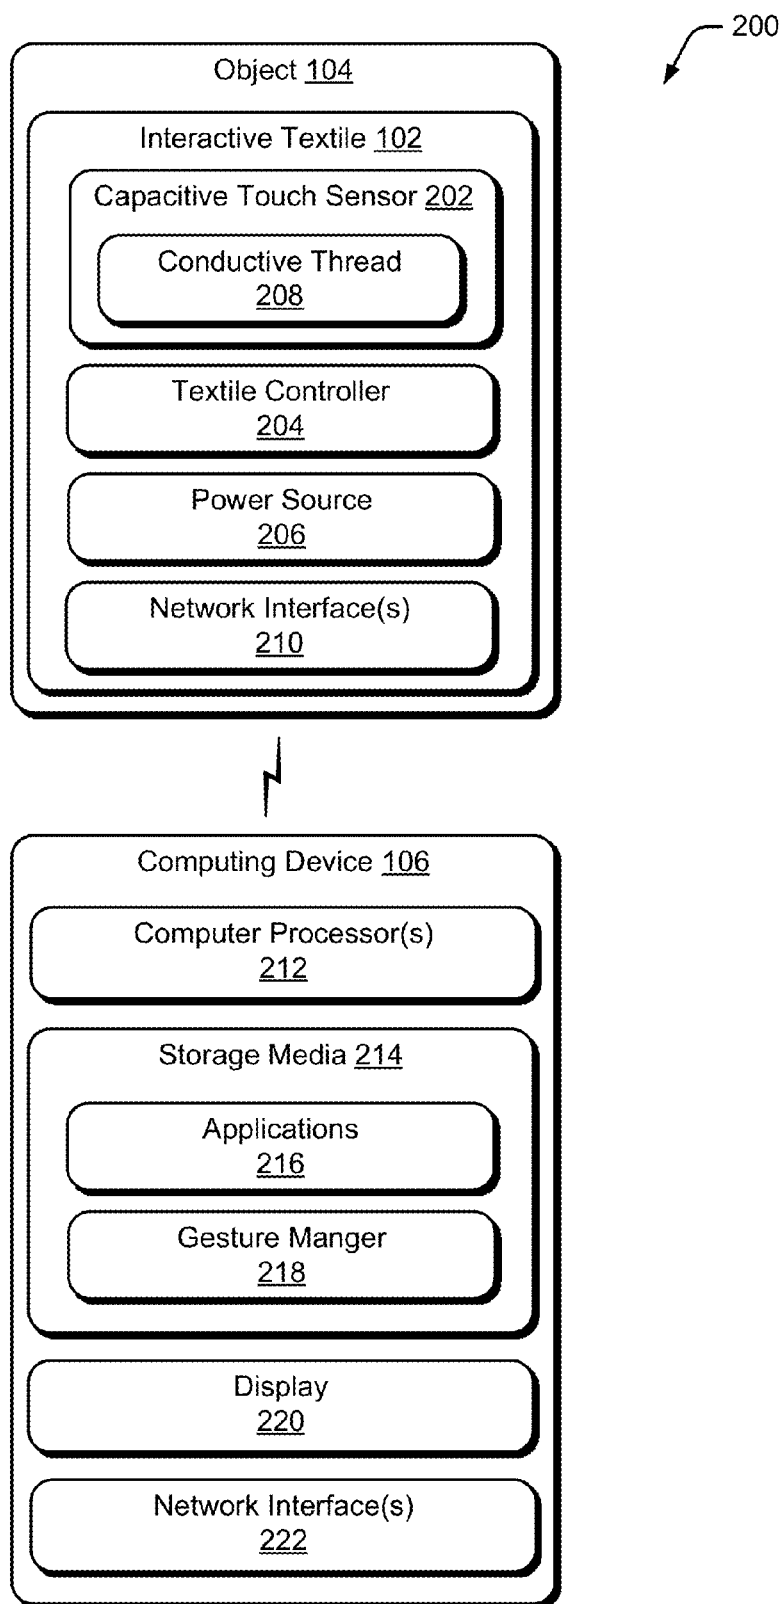 200
Object 104
Interactive Textile 102
Capacitive Touch Sensor 202
Conductive Thread
208
Textile Controller
204
Power Source
206
Network Interface(s)
210
Computing Device 106
Computer Processor(s)
212
Storage Media 214
Applications
216
Gesture Manger
218
Display
220
Network Interface(s)
222